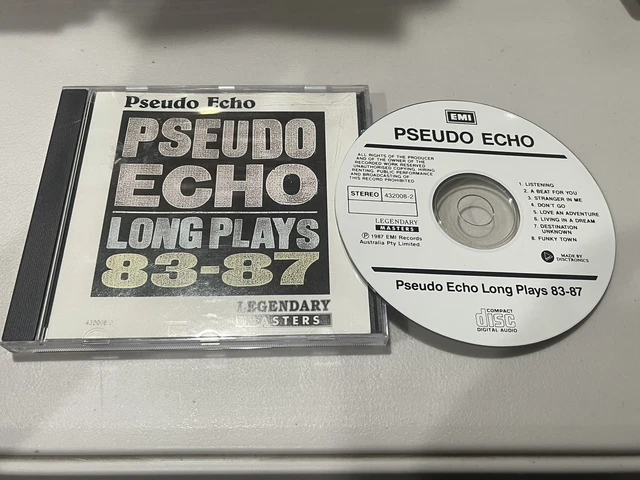 Pseudo Echo
PSEUDO
ECHO
LONG PLAYS
83-87
LEGENDARY
MASTERS
432008-2
EMI
PSEUDO ECHO
ALL RIGHTS OF THE PRODUCER
AND OF THE OWNER OF THE
RECORDED WORK RESERVED
UNAUTHORISED COPYING, HIRING
RENTING, PUBLIC PERFORMANCE
AND BROADCASTING OF
THIS RECORD PROHIBITED
STEREO 432008-2
LEGENDARY
MASTERS
Ⓟ 1987 EMI Records
Australia Pty Limited.
1. LISTENING
2. A BEAT FOR YOU
3. STRANGER IN ME
4. DON'T GO
5. LOVE AN ADVENTURE
6. LIVING IN A DREAM
7. DESTINATION
UNKNOWN
8. FUNKY TOWN
MADE BY
DISCTRONICS
Pseudo Echo Long Plays 83-87
COMPACT
disc
DIGITAL AUDIO